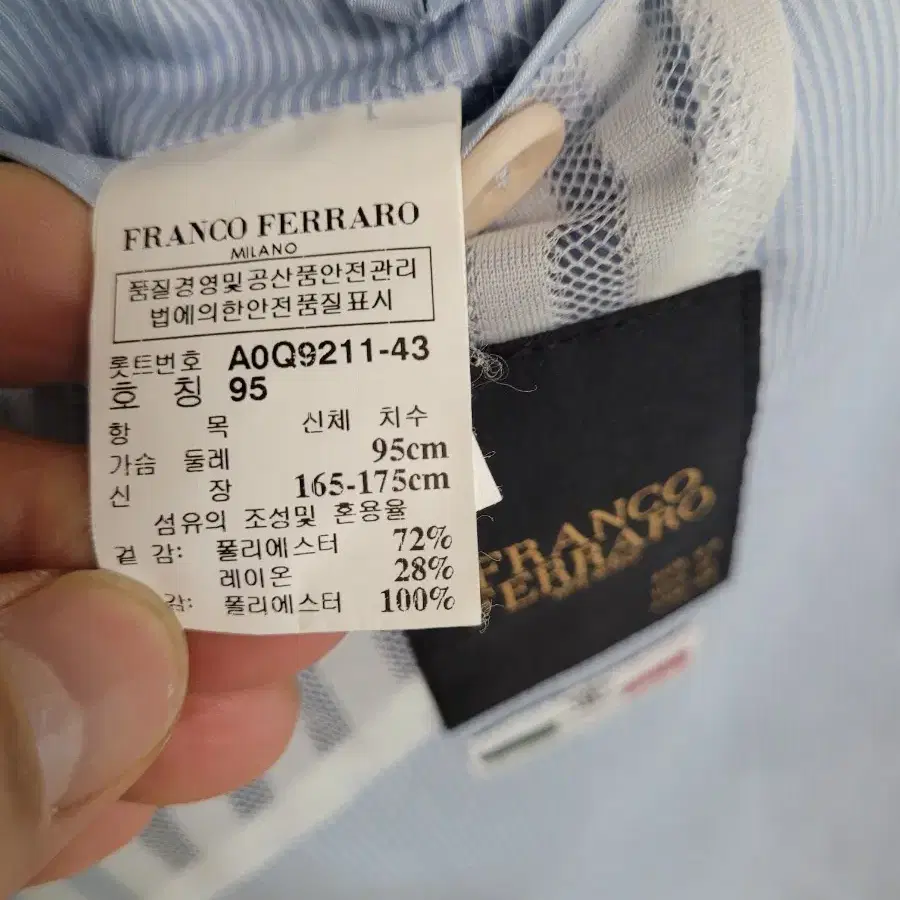 FRANCO FERRARO
MILANO
품질경영및공산품안전관리
법에의한안전품질표시
롯트번호 A0Q9211-43
호 칭 95
항 목 신체 치수
가슴 둘레 95cm
신 장 165-175cm
섬유의 조성및 혼용율
겉 감: 폴리에스터 72%
레이온 28%
감: 폴리에스터 100%
FRANCO
FERRARO